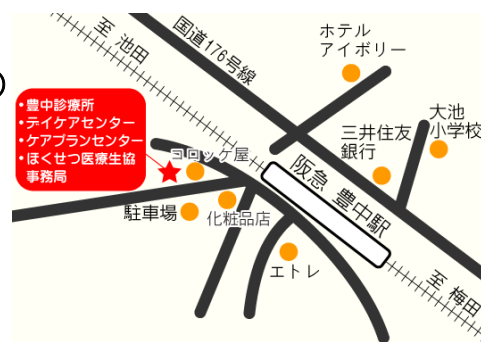 至 池田
国道176号線
ホテル
アイボリー
・豊中診療所
・デイケアセンター
・ケアプランセンター
・ほくせつ医療生協
事務局
コロッケ屋
三井住友
銀行
大池
小学校
阪急 豊中駅
駐車場
化粧品店
エトレ
至 梅田